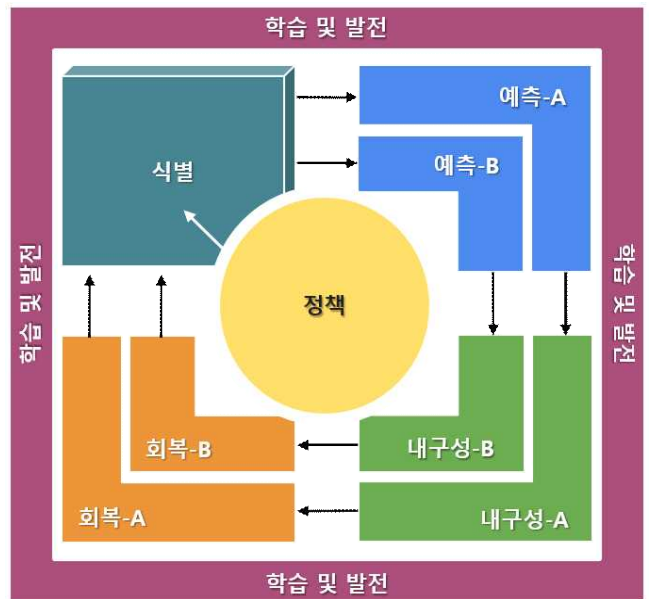 학습 및 발전
예측-A
예측-B
식별
학습 및 발전
학습 및 발전
정책
회복-B
내구성-B
회복-A
내구성-A
학습 및 발전